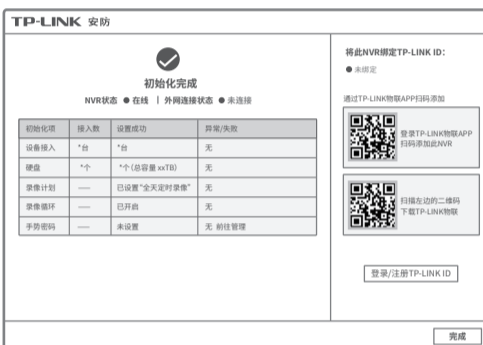 TP-LINK 安防
初始化完成
NVR状态 ● 在线 | 外网连接状态 ● 未连接
初始化项 接入数 设置成功 异常/失败
设备接入 *台 *台 无
硬盘 *个 *个（总容量 xxTB） 无
录像计划 —— 已设置“全天定时录像” 无
录像循环 —— 已开启 无
手势密码 —— 未设置 无 前往管理
将此NVR绑定TP-LINK ID：
● 未绑定
通过TP-LINK物联APP扫码添加
登录TP-LINK物联APP
扫码添加此NVR
扫描左边的二维码
下载TP-LINK物联
登录/注册TP-LINK ID
完成